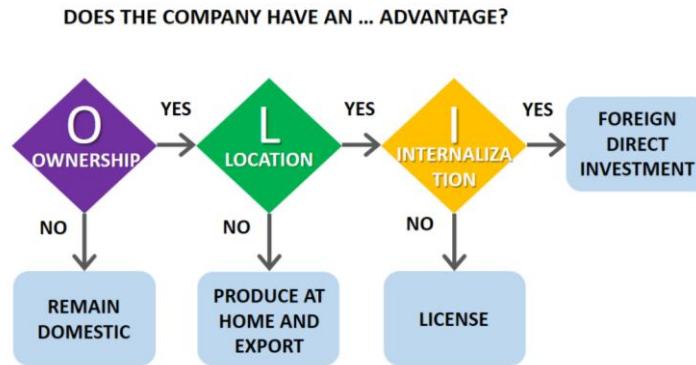 DOES THE COMPANY HAVE AN ... ADVANTAGE?
O
OWNERSHIP
YES
L
LOCATION
YES
I
INTERNALIZA
TION
YES
FOREIGN
DIRECT
INVESTMENT
NO
NO
NO
REMAIN
DOMESTIC
PRODUCE AT
HOME AND
EXPORT
LICENSE